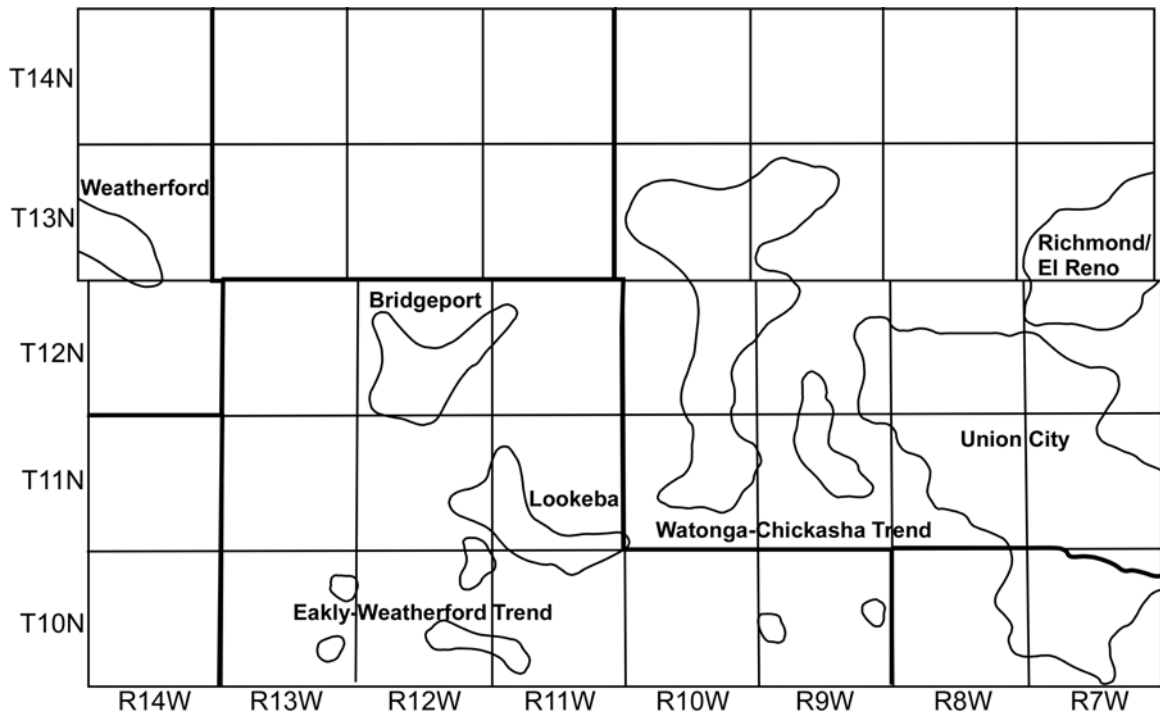 T14N
Weatherford
T13N
Richmond/
El Reno
Bridgeport
T12N
Union City
T11N
Lookeba
Watonga-Chickasha Trend
Eakly-Weatherford Trend
T10N
R14W R13W R12W R11W R10W R9W R8W R7W